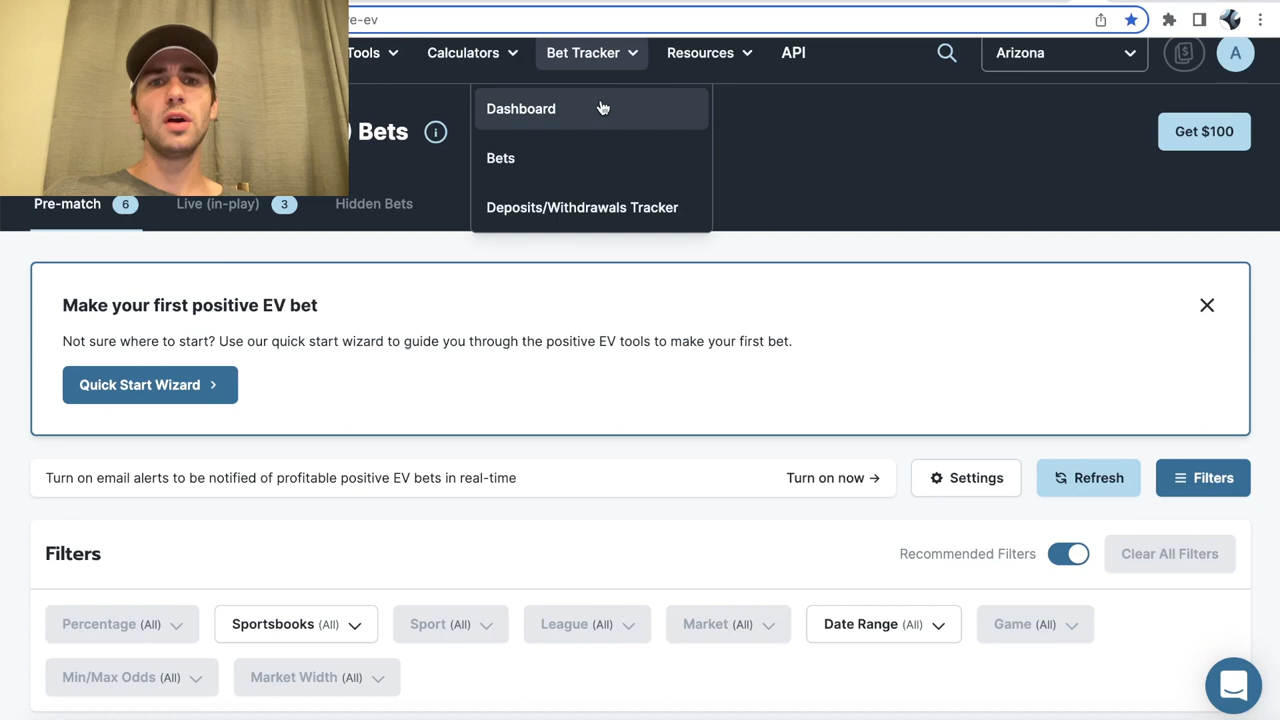 e-ev
Tools Calculators Bet Tracker Resources API Arizona A
Dashboard
Bets
Deposits/Withdrawals Tracker
Bets
Get $100
Pre-match 6 Live (in-play) 3 Hidden Bets
Make your first positive EV bet
Not sure where to start? Use our quick start wizard to guide you through the positive EV tools to make your first bet.
Quick Start Wizard
Turn on email alerts to be notified of profitable positive EV bets in real-time
Turn on now →
Settings
Refresh
Filters
Filters
Recommended Filters
Clear All Filters
Percentage (All) Sportsbooks (All) Sport (All) League (All) Market (All) Date Range (All) Game (All)
Min/Max Odds (All) Market Width (All)